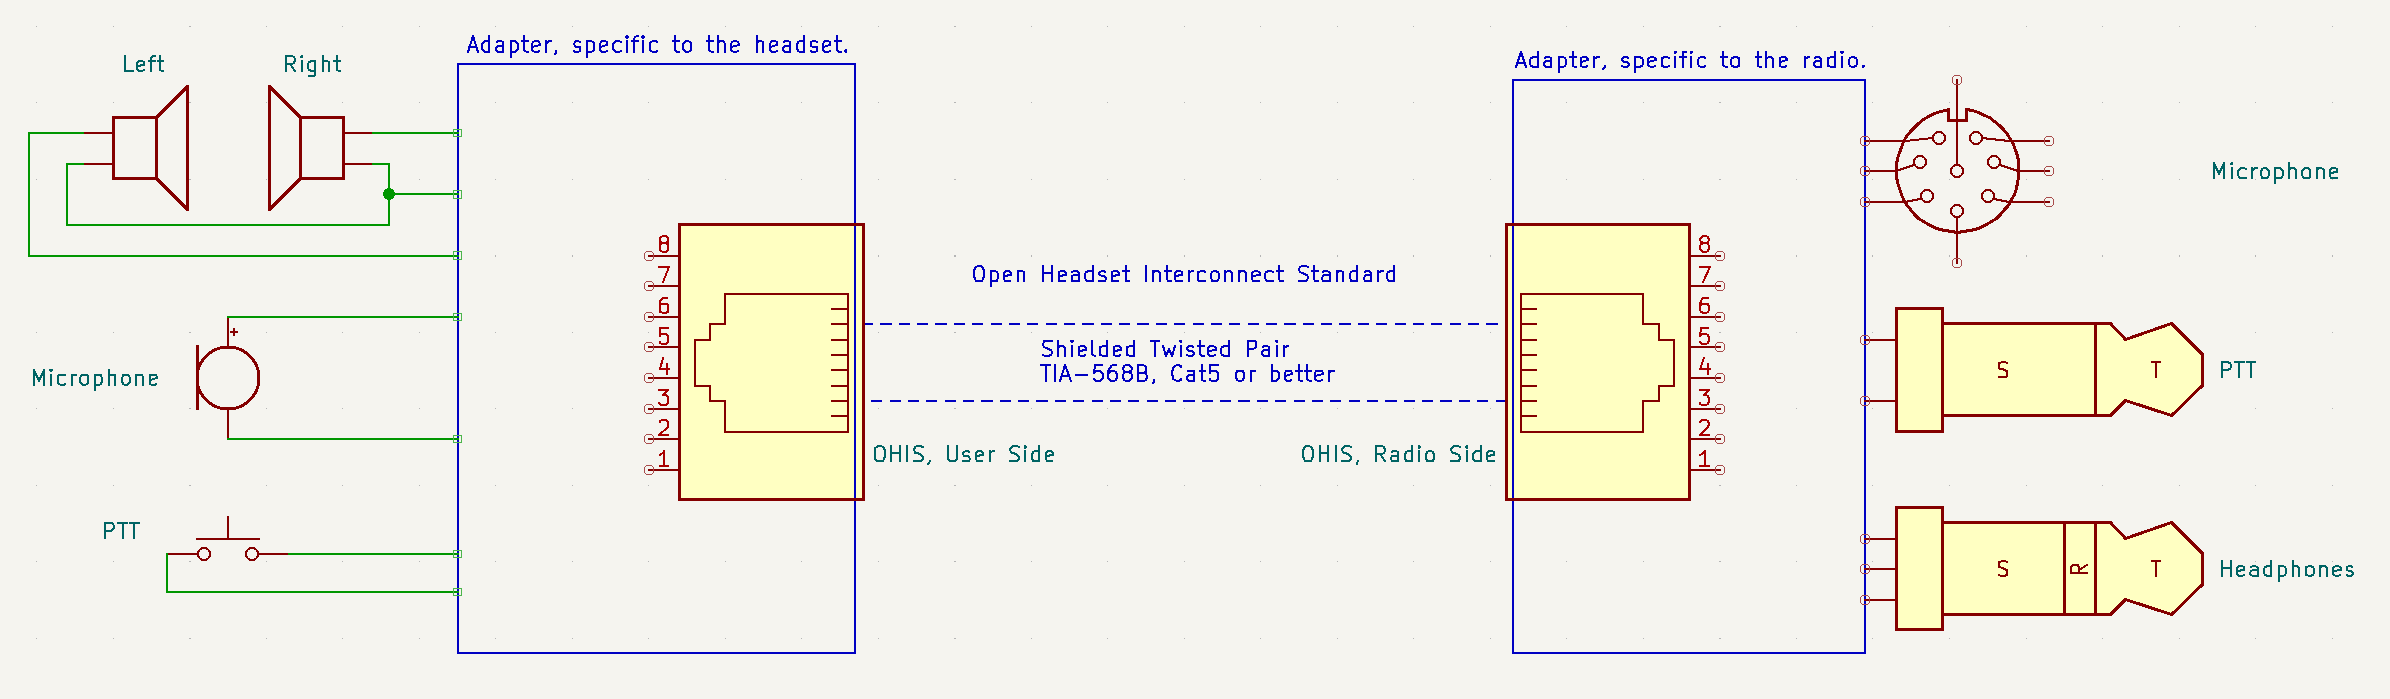 Adapter, specific to the headset.
Left
Right
Microphone
+
PTT
8
7
6
5
4
3
2
1
OHIS, User Side
Open Headset Interconnect Standard
Shielded Twisted Pair
TIA-568B, Cat5 or better
OHIS, Radio Side
Adapter, specific to the radio.
8
7
6
5
4
3
2
1
Microphone
S T PTT
S R T Headphones